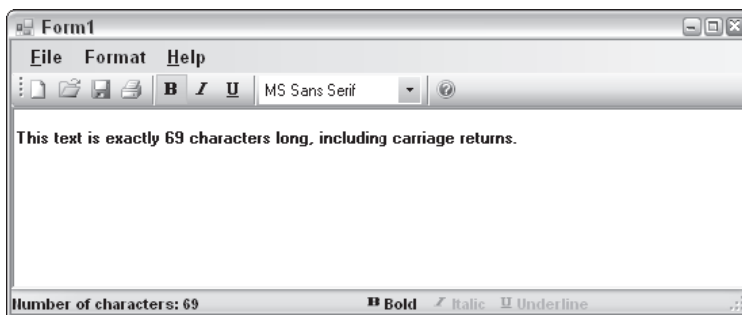 Form1
File Format Help
B I U MS Sans Serif ?
This text is exactly 69 characters long, including carriage returns.
Number of characters: 69 B Bold I Italic U Underline